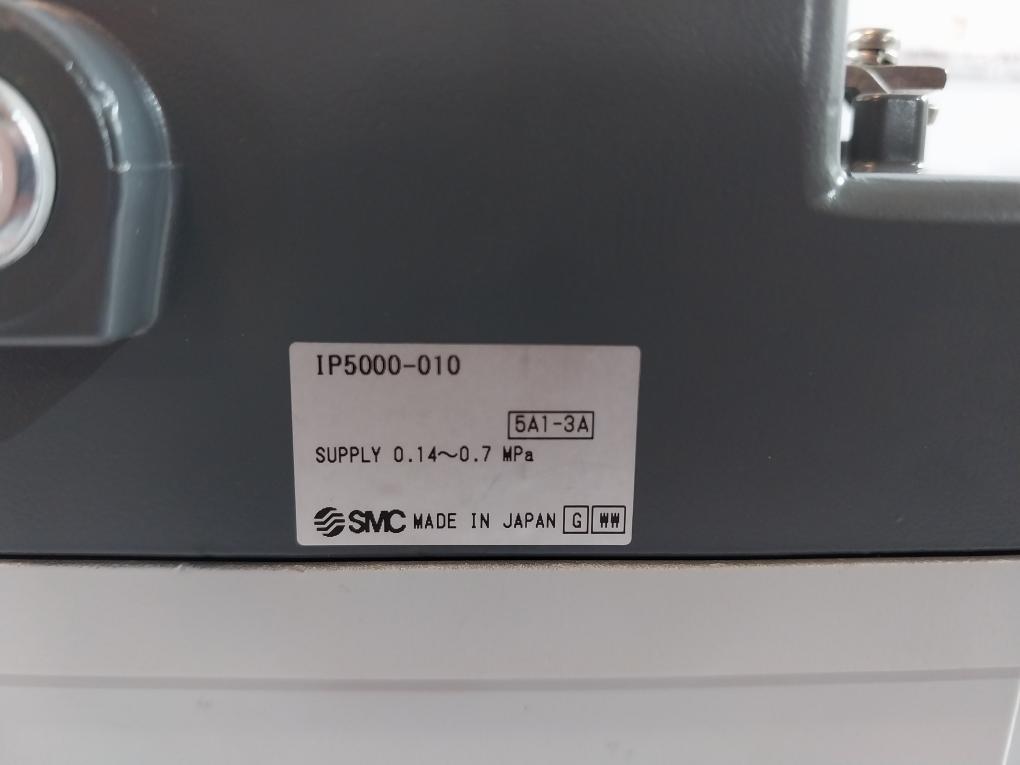 IP5000-010
5A1-3A
SUPPLY 0.14~0.7 MPa
SMC MADE IN JAPAN G WW